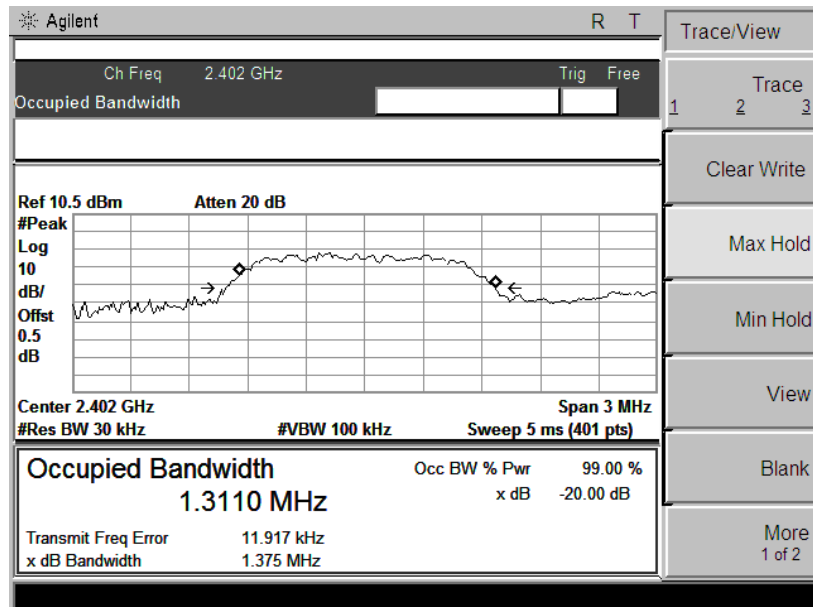 Agilent R T
Trace/View
Ch Freq 2.402 GHz Trig Free
Occupied Bandwidth
Trace
1 2 3
Clear Write
Max Hold
Min Hold
View
Blank
More
1 of 2
Ref 10.5 dBm Atten 20 dB
#Peak
Log
10
dB/
Offst
0.5
dB
Center 2.402 GHz Span 3 MHz
#Res BW 30 kHz #VBW 100 kHz Sweep 5 ms (401 pts)
Occupied Bandwidth Occ BW % Pwr 99.00 %
1.3110 MHz x dB -20.00 dB
Transmit Freq Error 11.917 kHz
x dB Bandwidth 1.375 MHz